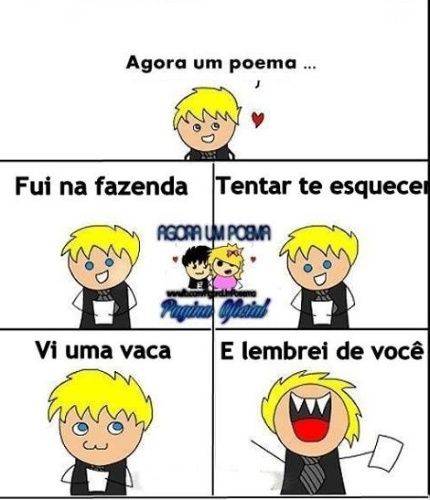 Agora um poema ...
Fui na fazenda
Tentar te esquecer
AGORA UM POEMA
Pagina Oficial
Vi uma vaca
E lembrei de você